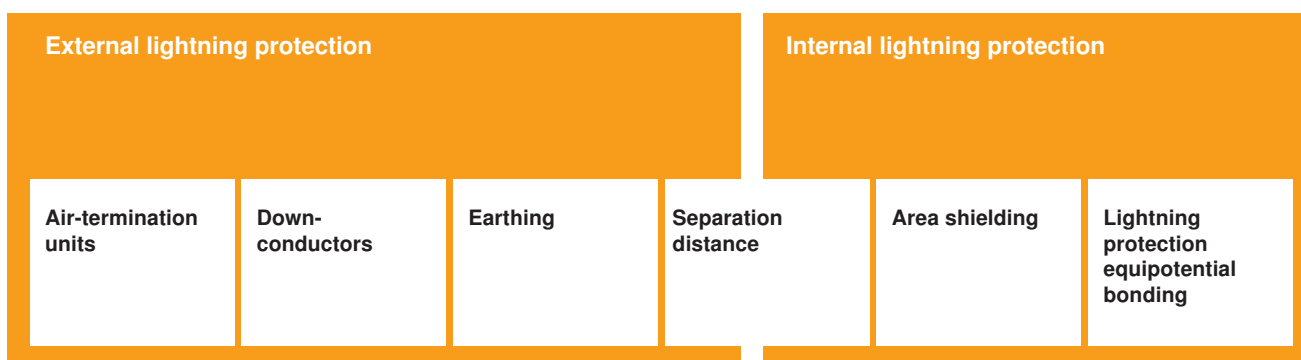 External lightning protection
Internal lightning protection
Air-termination
units
Down-
conductors
Earthing
Separation
distance
Area shielding
Lightning
protection
equipotential
bonding